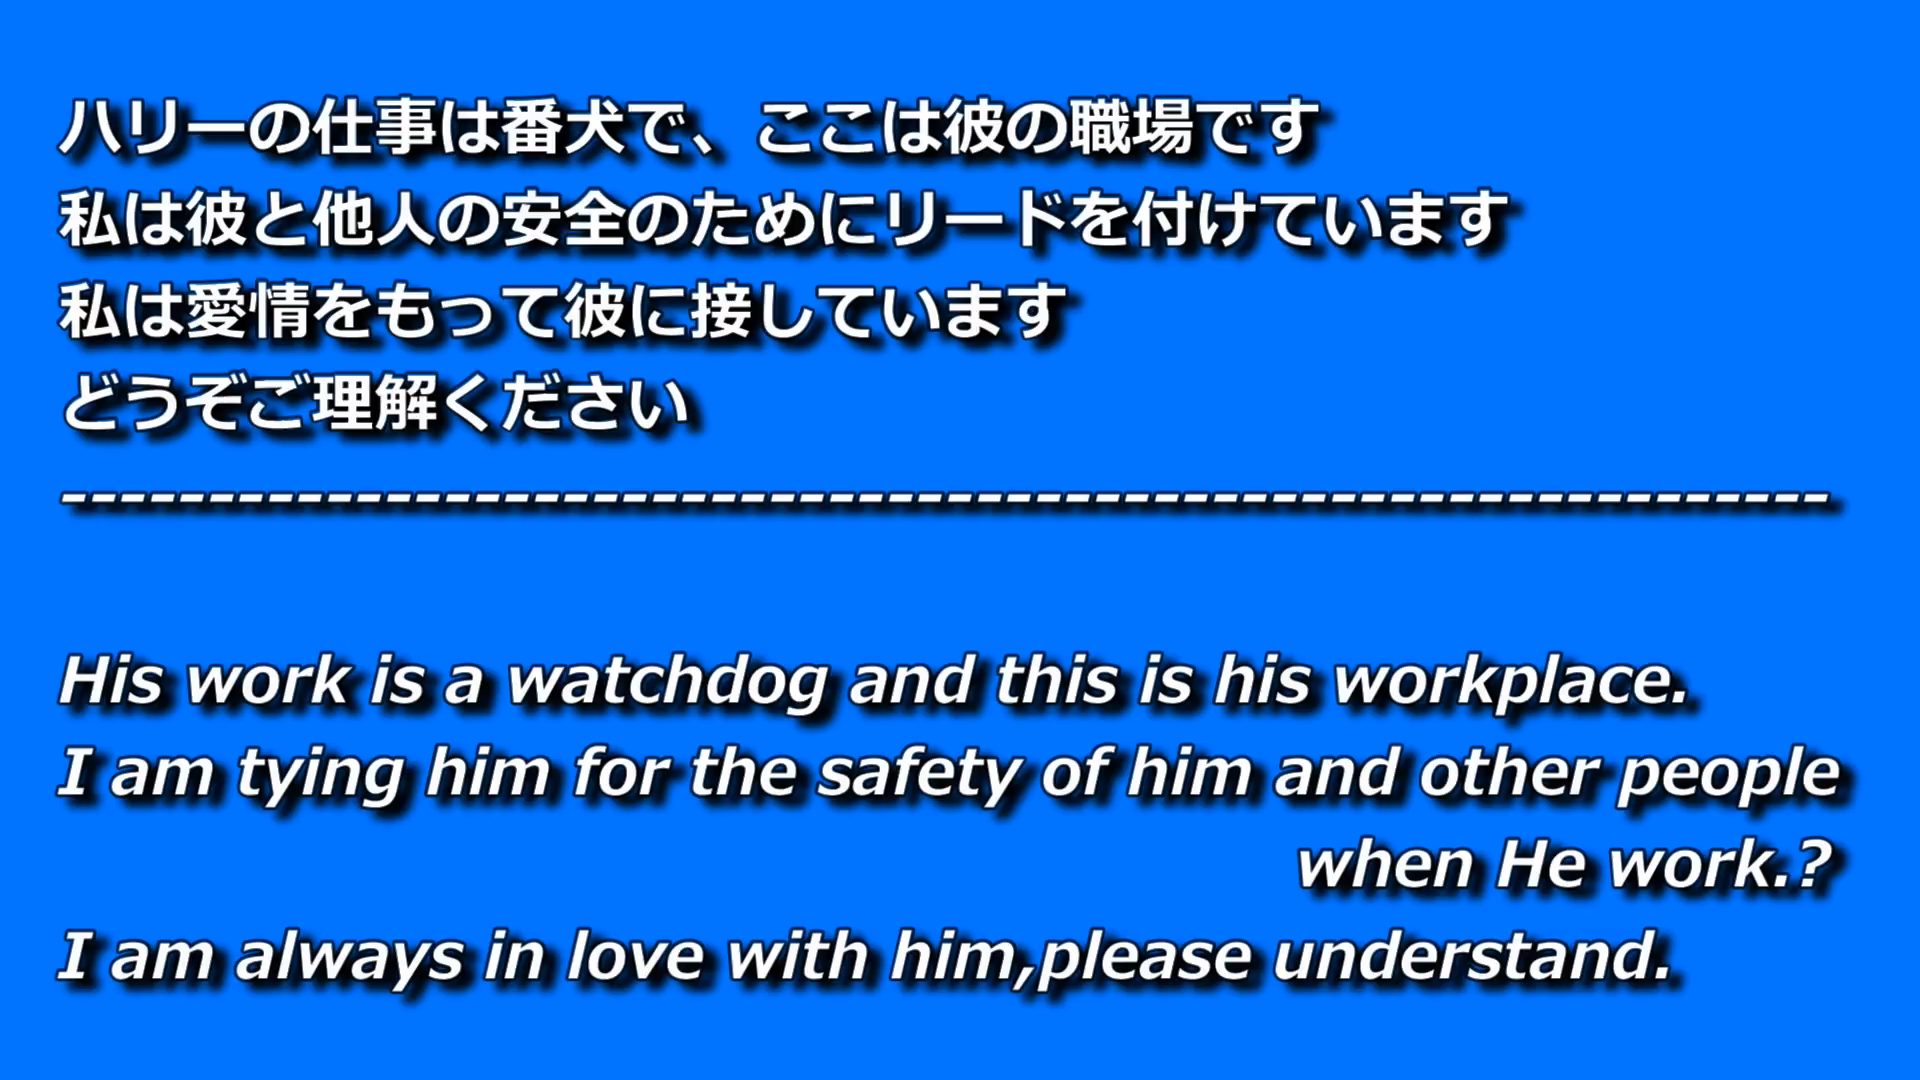 ハリーの仕事は番犬で、ここは彼の職場です
私は彼と他人の安全のためにリードを付けています
私は愛情をもって彼に接しています
どうぞご理解ください
------------------------------------------------------------
His work is a watchdog and this is his workplace.
I am tying him for the safety of him and other people
when He work.?
I am always in love with him,please understand.